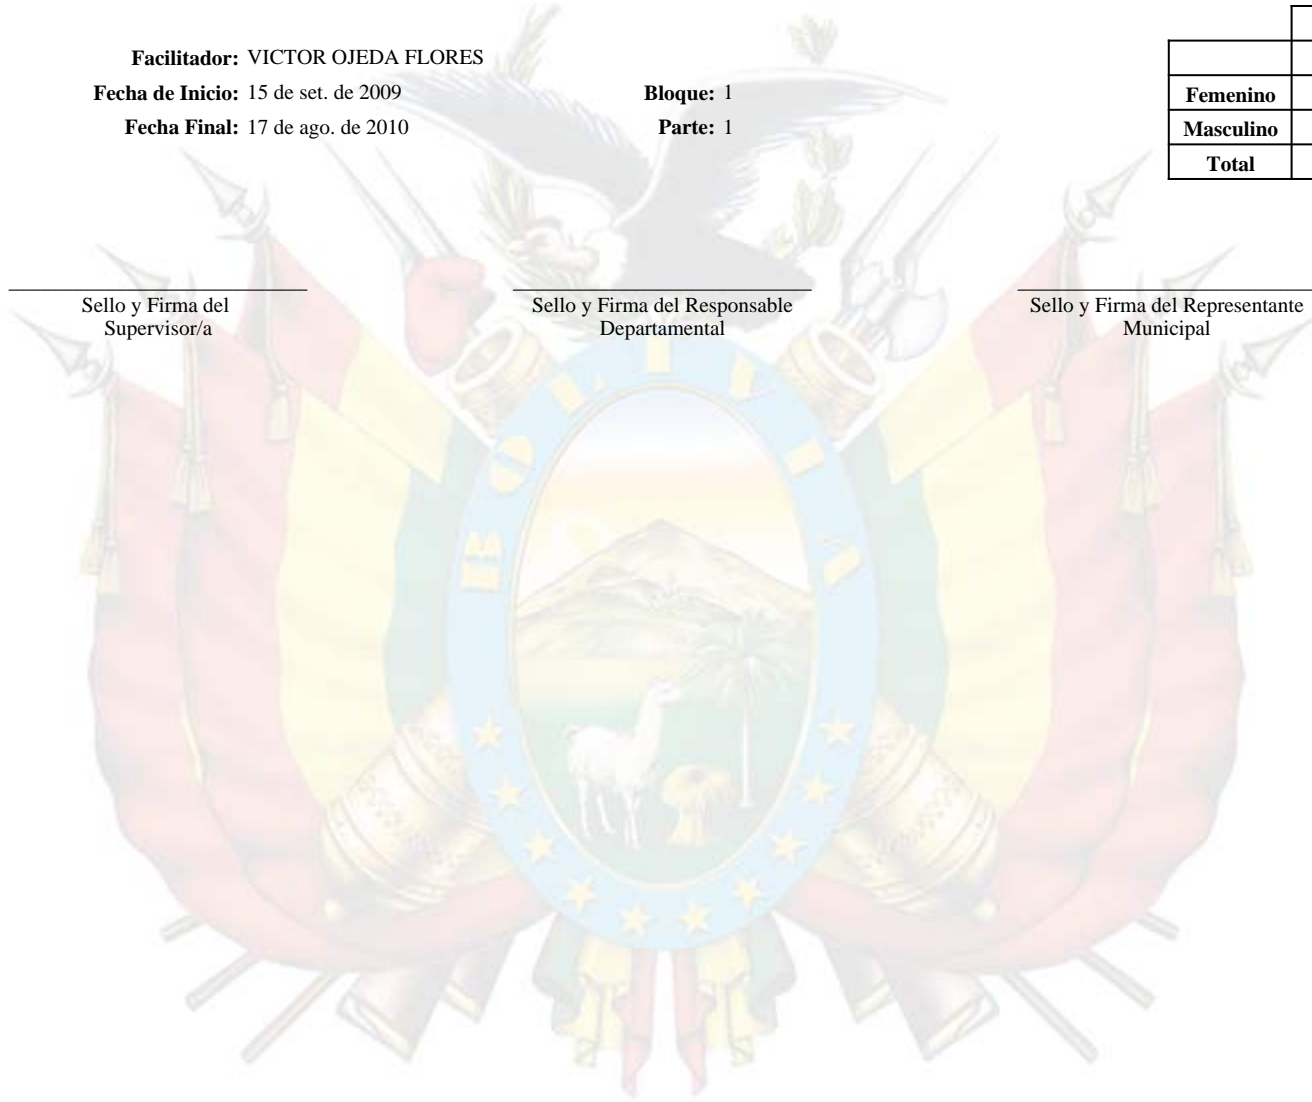 Facilitador: VICTOR OJEDA FLORES
Fecha de Inicio: 15 de set. de 2009
Bloque: 1
Fecha Final: 17 de ago. de 2010
Parte: 1
Femenino
Masculino
Total
Sello y Firma del
Supervisor/a
Sello y Firma del Responsable
Departamental
Sello y Firma del Representante
Municipal
BOLIVIA